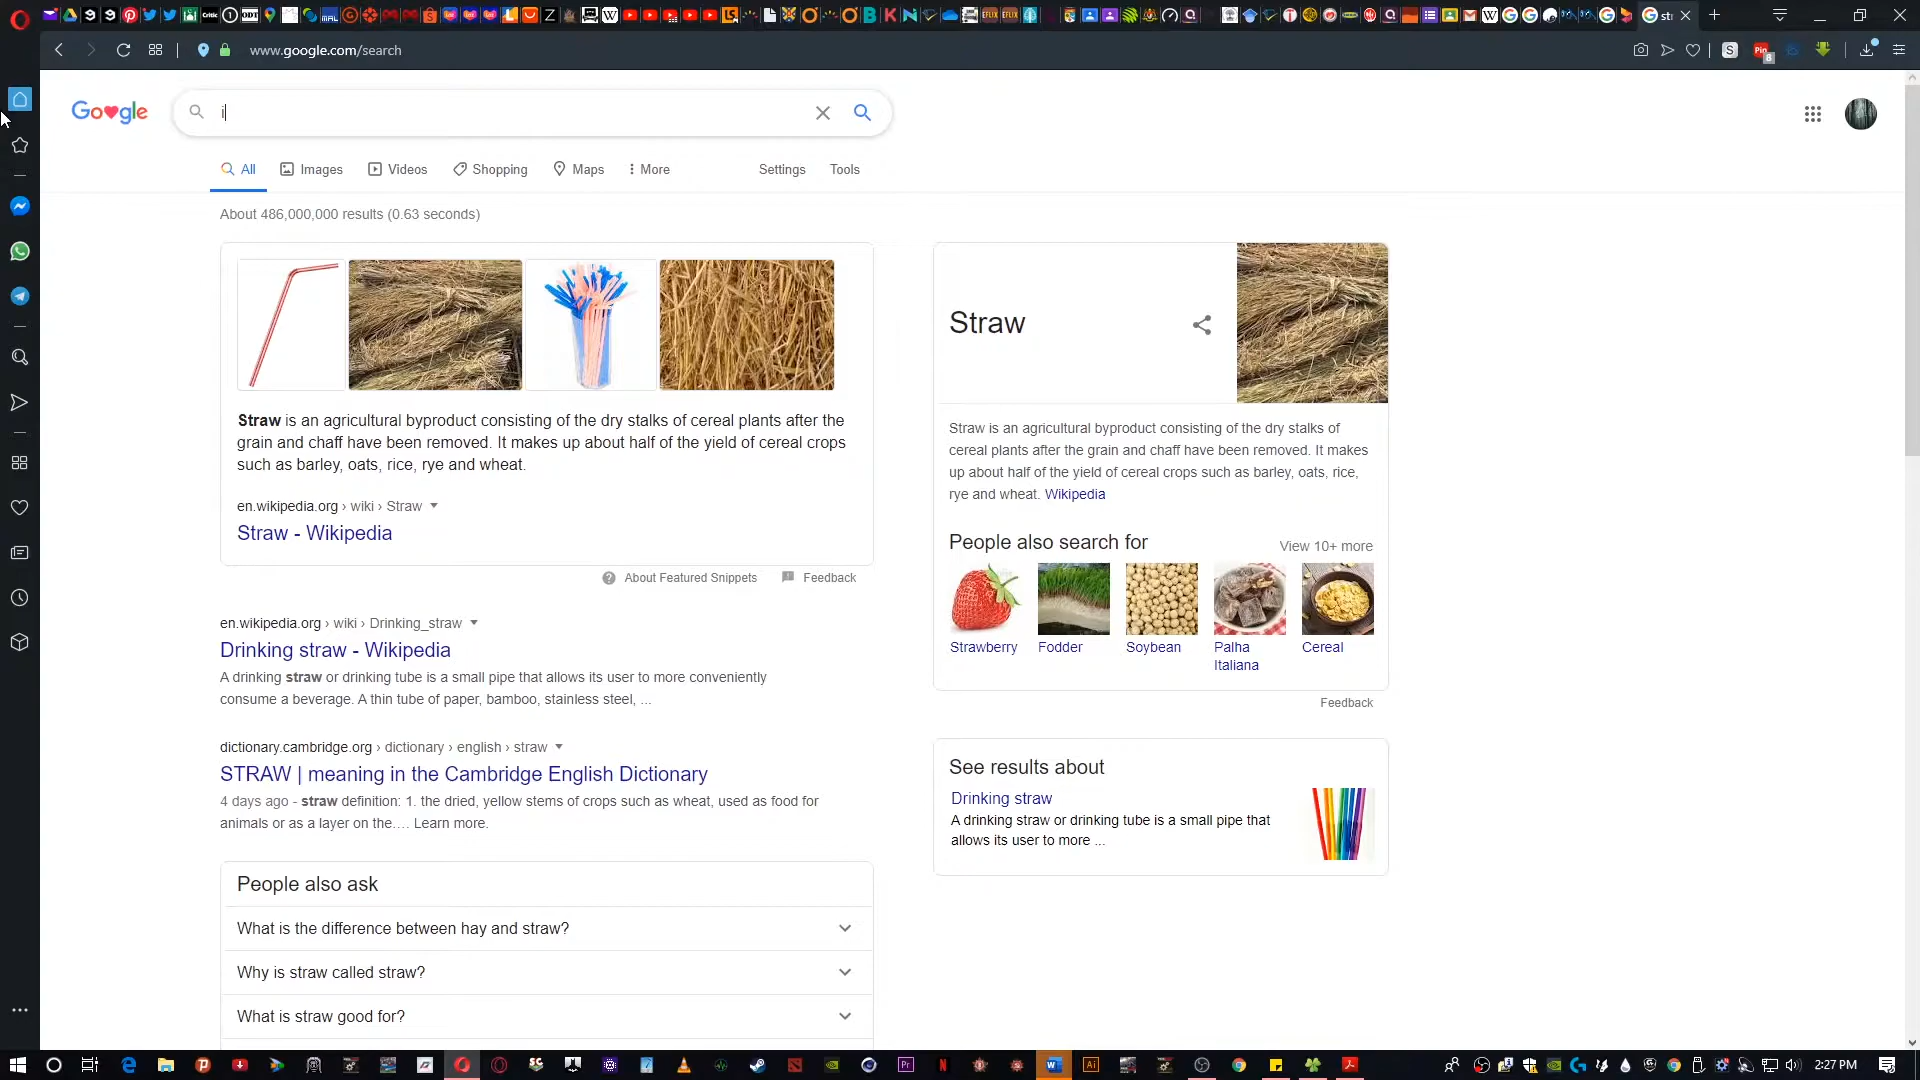 str
www.google.com/search
Google
i
All
Images
Videos
Shopping
Maps
More
Settings
Tools
About 486,000,000 results (0.63 seconds)
Straw is an agricultural byproduct consisting of the dry stalks of cereal plants after the
grain and chaff have been removed. It makes up about half of the yield of cereal crops
such as barley, oats, rice, rye and wheat.
en.wikipedia.org › wiki › Straw
Straw - Wikipedia
About Featured Snippets
Feedback
en.wikipedia.org › wiki › Drinking_straw
Drinking straw - Wikipedia
A drinking straw or drinking tube is a small pipe that allows its user to more conveniently
consume a beverage. A thin tube of paper, bamboo, stainless steel, ...
dictionary.cambridge.org › dictionary › english › straw
STRAW | meaning in the Cambridge English Dictionary
4 days ago - straw definition: 1. the dried, yellow stems of crops such as wheat, used as food for
animals or as a layer on the.… Learn more.
People also ask
What is the difference between hay and straw?
Why is straw called straw?
What is straw good for?
Straw
Straw is an agricultural byproduct consisting of the dry stalks of
cereal plants after the grain and chaff have been removed. It makes
up about half of the yield of cereal crops such as barley, oats, rice,
rye and wheat. Wikipedia
People also search for
View 10+ more
Strawberry
Fodder
Soybean
Palha
Italiana
Cereal
Feedback
See results about
Drinking straw
A drinking straw or drinking tube is a small pipe that
allows its user to more ...
2:27 PM